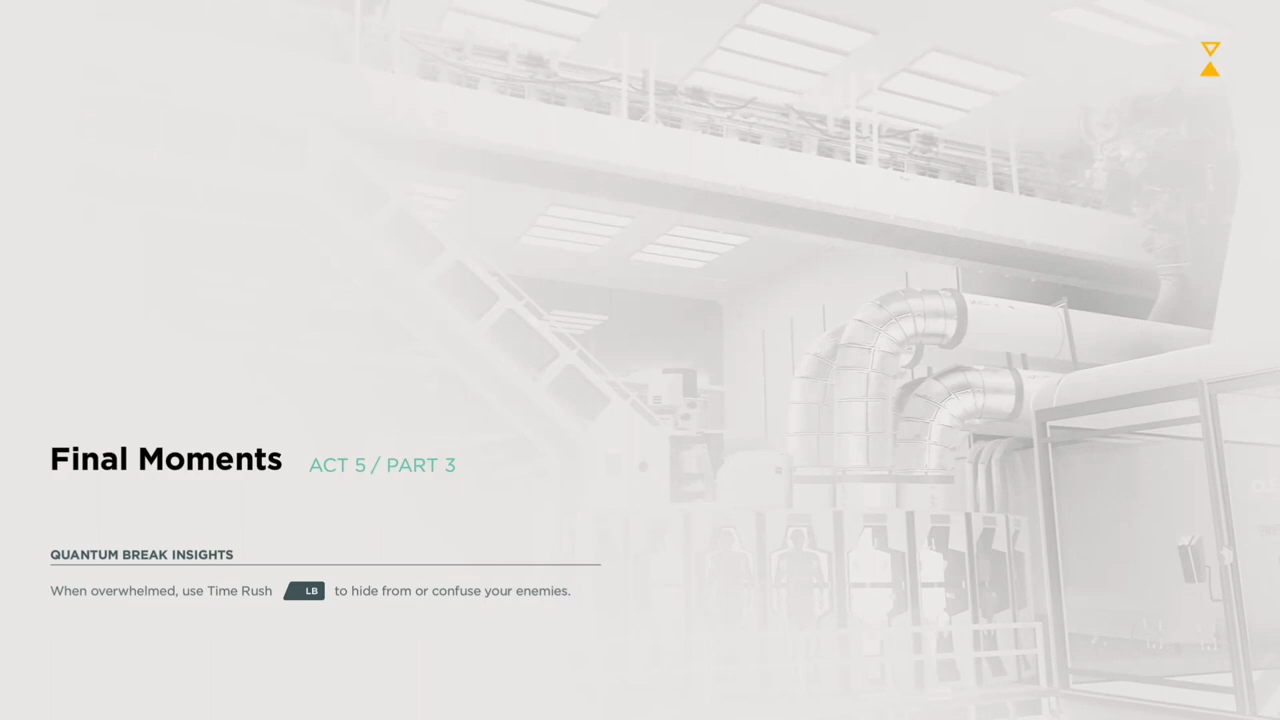 Final Moments ACT 5 / PART 3
QUANTUM BREAK INSIGHTS
When overwhelmed, use Time Rush LB to hide from or confuse your enemies.